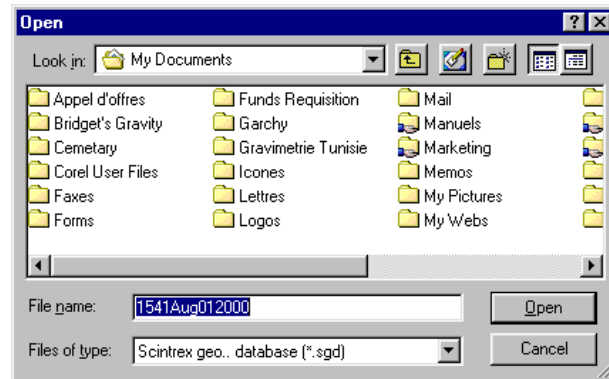 Open
Look in: My Documents
Appel d'offres Funds Requisition Mail
Bridget's Gravity Garchy Manuels
Cemetary Gravimetrie Tunisie Marketing
Corel User Files Icones Memos
Faxes Lettres My Pictures
Forms Logos My Webs
File name: 1541Aug012000 Open
Files of type: Scintrex geo.. database (*.sgd) Cancel